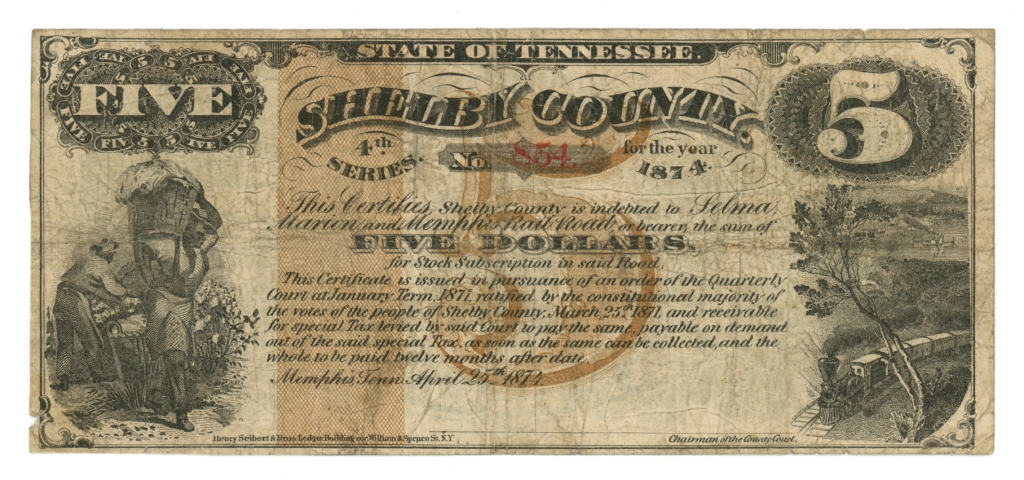 STATE OF TENNESSEE.
FIVE
5
SHELBY COUNTY.
4th SERIES. No. 854. for the year 1874.
This Certifies, Shelby County is indebted to Selma,
Marion and Memphis Rail Road, or bearer, the sum of
FIVE DOLLARS,
for Stock Subscription in said Road.
This Certificate is issued in pursuance of an order of the Quarterly
Court at January Term, 1871, ratified by the constitutional majority of
the votes of the people of Shelby County, March 25th 1871, and receivable
for special Tax levied by said Court to pay the same, payable on demand
out of the said special Tax, as soon as the same can be collected, and the
whole to be paid twelve months after date.
Memphis Tenn April 25th 1874
Henry Seibert & Bros. Ledger Building cor. William & Spruce St. N.Y.
Chairman of the County Court.